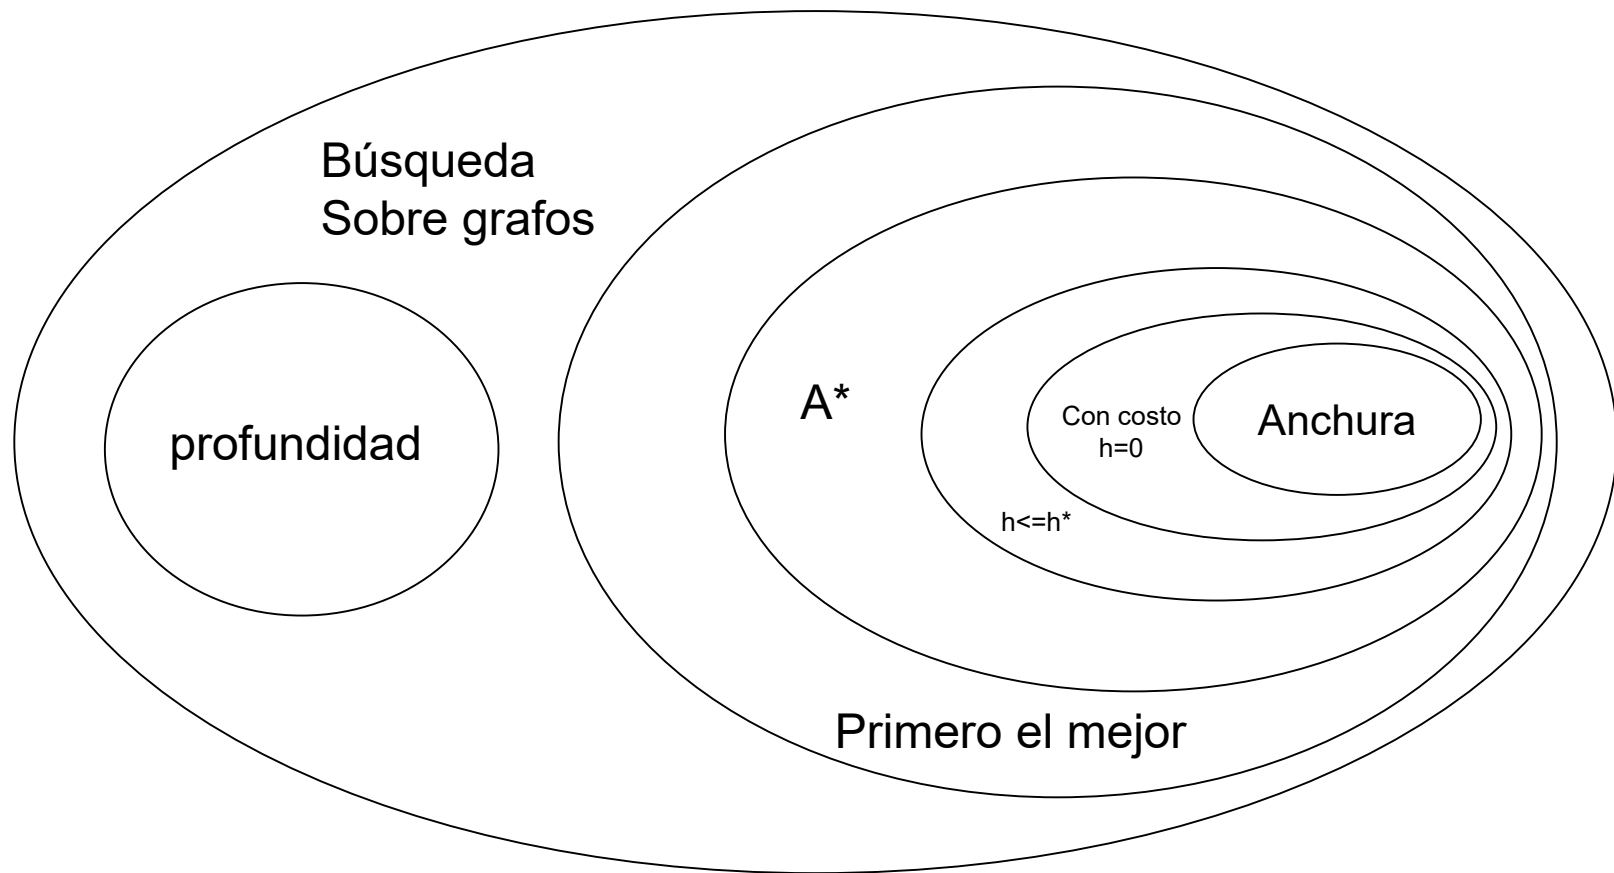 Búsqueda
Sobre grafos
profundidad
A*
Con costo
h=0
Anchura
h<=h*
Primero el mejor